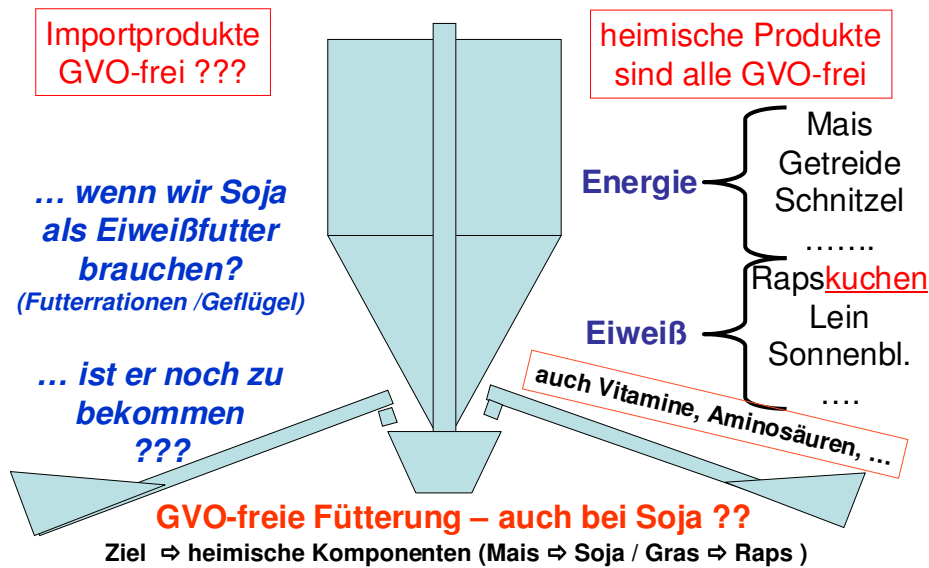 Importprodukte
GVO-frei ???
heimische Produkte
sind alle GVO-frei
… wenn wir Soja
als Eiweißfutter
brauchen?
(Futterrationen /Geflügel)
… ist er noch zu
bekommen
???
Energie
Mais
Getreide
Schnitzel
…….
Eiweiß
Rapskuchen
Lein
Sonnenbl.
….
auch Vitamine, Aminosäuren, …
GVO-freie Fütterung – auch bei Soja ??
Ziel ⇨ heimische Komponenten (Mais ⇨ Soja / Gras ⇨ Raps )